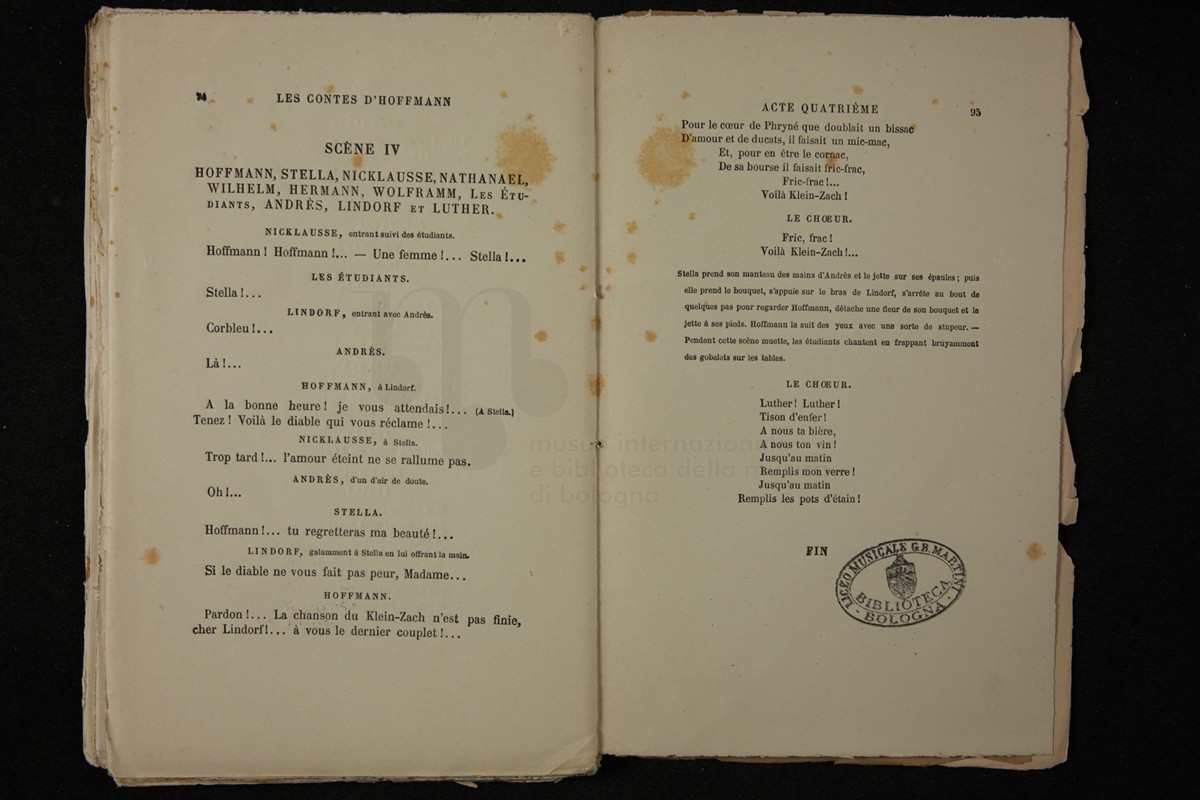 74
LES CONTES D'HOFFMANN
SCÈNE IV
HOFFMANN, STELLA, NICKLAUSSE, NATHANAEL,
WILHELM, HERMANN, WOLFRAMM, LES ÉTU-
DIANTS, ANDRÈS, LINDORF ET LUTHER.
NICKLAUSSE, entrant suivi des étudiants.
Hoffmann ! Hoffmann !... — Une femme !... Stella !...
LES ÉTUDIANTS.
Stella !...
LINDORF, entrant avec Andrès.
Corbleu !...
ANDRÈS.
Là !...
HOFFMANN, à Lindorf.
A la bonne heure ! je vous attendais !... (A Stella.)
Tenez ! Voilà le diable qui vous réclame !...
NICKLAUSSE, à Stella.
Trop tard !... l'amour éteint ne se rallume pas.
ANDRÈS, d'un d'air de doute.
Oh !...
STELLA.
Hoffmann !... tu regretteras ma beauté !...
LINDORF, galamment à Stella en lui offrant la main.
Si le diable ne vous fait pas peur, Madame...
HOFFMANN.
Pardon !... La chanson du Klein-Zach n'est pas finie,
cher Lindorf !... à vous le dernier couplet !...
ACTE QUATRIÈME
95
Pour le cœur de Phryné que doublait un bissac
D'amour et de ducats, il faisait un mic-mac,
Et, pour en être le cornac,
De sa bourse il faisait fric-frac,
Fric-frac !...
Voilà Klein-Zach !
LE CHŒUR.
Fric, frac !
Voilà Klein-Zach !...
Stella prend son manteau des mains d'Andrès et le jette sur ses épaules ; puis
elle prend le bouquet, s'appuie sur le bras de Lindorf, s'arrête au bout de
quelques pas pour regarder Hoffmann, détache une fleur de son bouquet et la
jette à ses pieds. Hoffmann la suit des yeux avec une sorte de stupeur. —
Pendant cette scène muette, les étudiants chantent en frappant bruyamment
des gobelets sur les tables.
LE CHŒUR.
Luther ! Luther !
Tison d'enfer !
A nous ta bière,
A nous ton vin !
Jusqu'au matin
Remplis mon verre !
Jusqu'au matin
Remplis les pots d'étain !
FIN
LICEO MUSICALE G.B. MARTINI
BIBLIOTECA
BOLOGNA
museo internazion
e biblioteca della m
di bologna